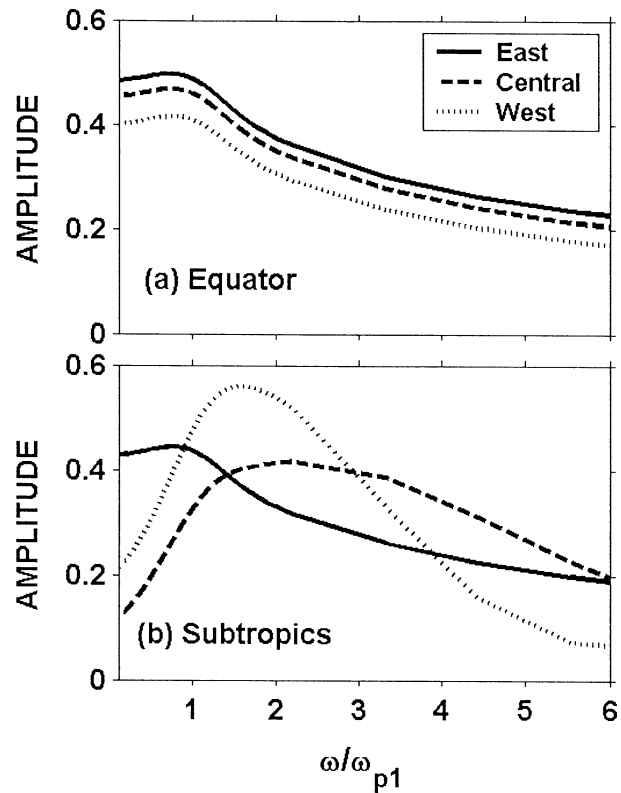 0.6
East
Central
West
0.4
AMPLITUDE
0.2
(a) Equator
0
0.6
0.4
AMPLITUDE
0.2
(b) Subtropics
0
1 2 3 4 5 6
ω/ωp1